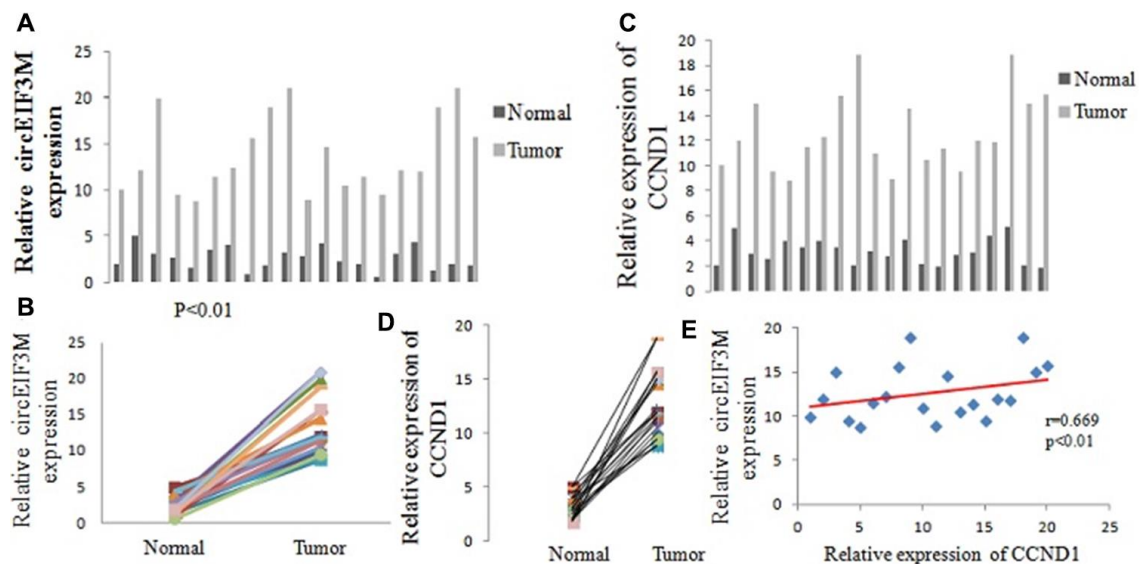 A
Relative circEIF3M
expression
25
20
15
10
5
0
Normal
Tumor
P<0.01
C
Relative expression of
CCND1
20
18
16
14
12
10
8
6
4
2
0
Normal
Tumor
B
Relative circEIF3M
expression
25
20
15
10
5
0
Normal
Tumor
D
Relative expression of
CCND1
20
15
10
5
0
Normal
Tumor
E
Relative circEIF3M
expression
20
15
10
5
0
r=0.669
p<0.01
0
5
10
15
20
25
Relative expression of CCND1